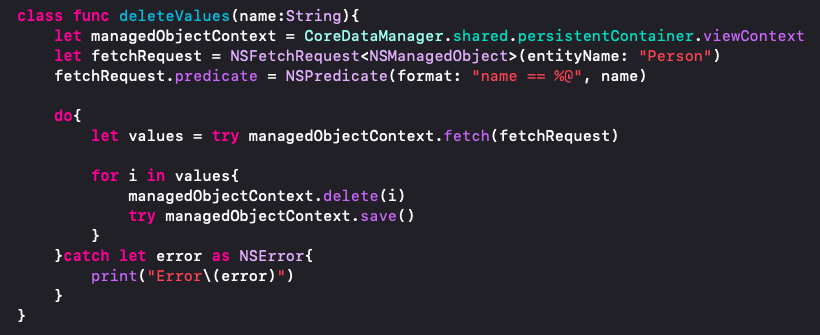 class func deleteValues(name:String){
    let managedObjectContext = CoreDataManager.shared.persistentContainer.viewContext
    let fetchRequest = NSFetchRequest<NSManagedObject>(entityName: "Person")
    fetchRequest.predicate = NSPredicate(format: "name == %@", name)

    do{
        let values = try managedObjectContext.fetch(fetchRequest)

        for i in values{
            managedObjectContext.delete(i)
            try managedObjectContext.save()
        }
    }catch let error as NSError{
        print("Error\(error)")
    }
}